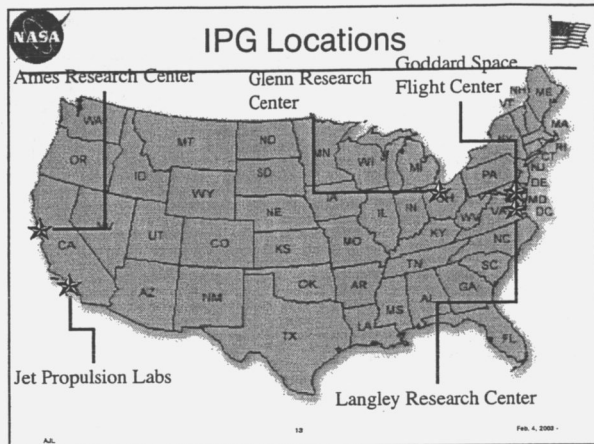 NASA
IPG Locations
Ames Research Center
Glenn Research
Center
Goddard Space
Flight Center
WA
MT
ND
MN
VT
NH
ME
OR
ID
SD
WI
MI
MA
RI
CT
WY
IA
PA
NJ
NE
IL
IN
DE
MD
DC
UT
CO
KS
MO
KY
WV
VA
CA
TN
NC
OK
AR
SC
AZ
NM
MS
AL
GA
TX
LA
FL
Jet Propulsion Labs
Langley Research Center
13
Feb. 4,
AJL